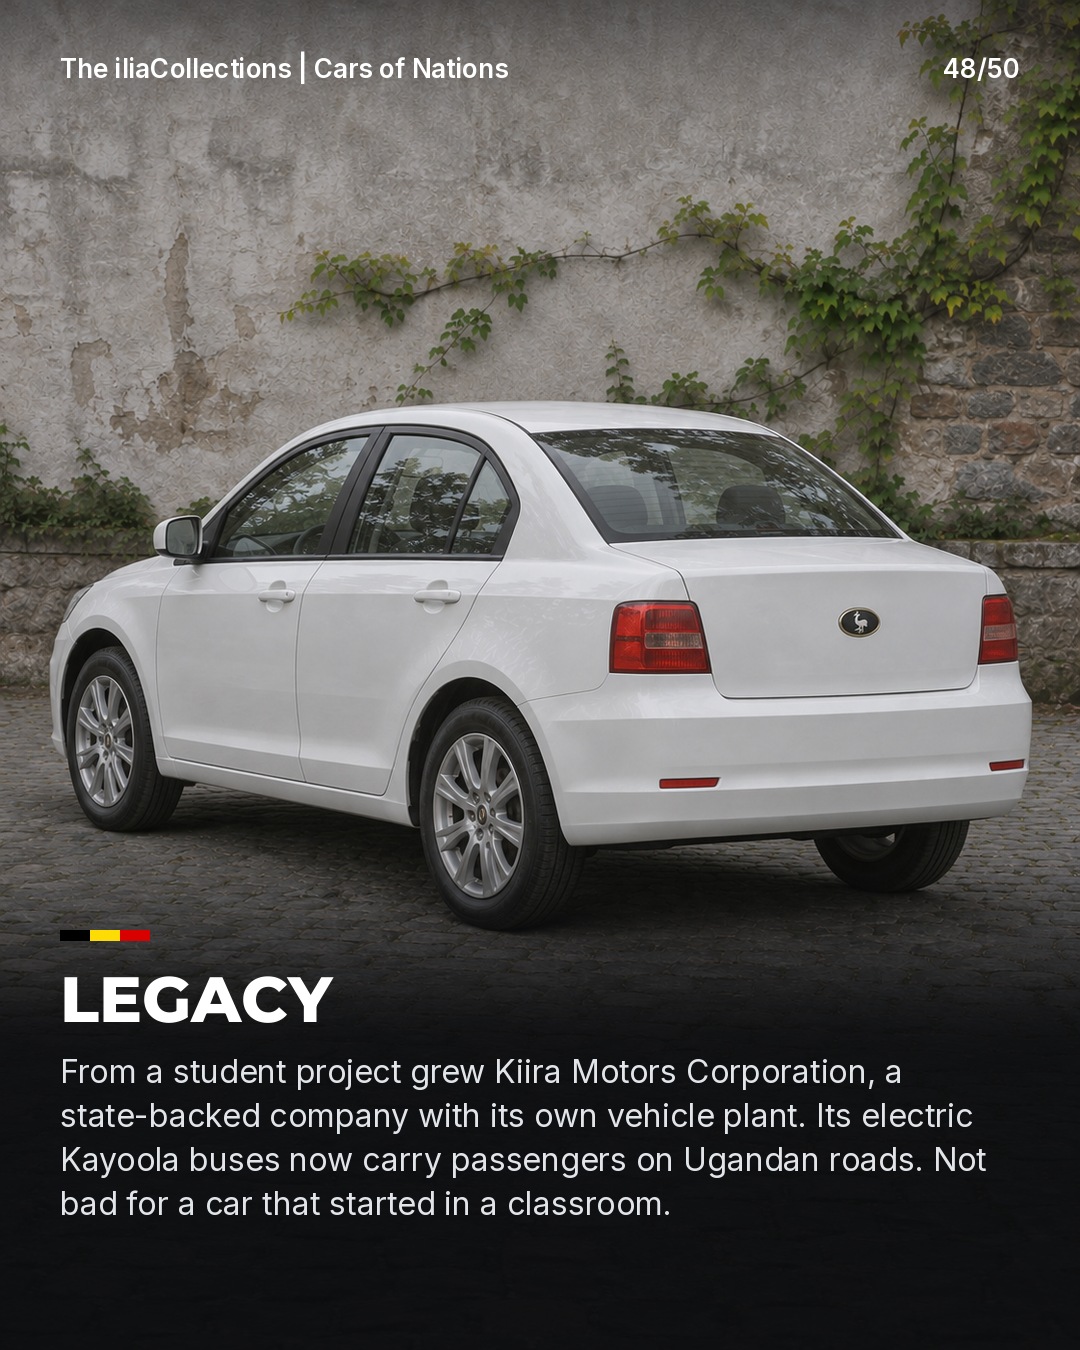 The iliaCollections | Cars of Nations
48/50
LEGACY
From a student project grew Kiira Motors Corporation, a
state-backed company with its own vehicle plant. Its electric
Kayoola buses now carry passengers on Ugandan roads. Not
bad for a car that started in a classroom.